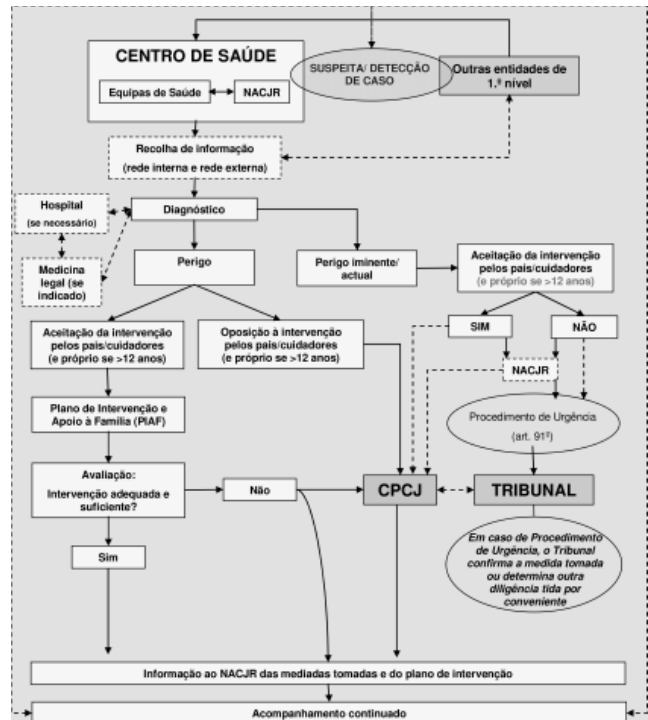 CENTRO DE SAÚDE
Equipas de Saúde
NACJR
SUSPEITA/ DETECÇÃO
DE CASO
Outras entidades de
1.º nível
Recolha de informação
(rede interna e rede externa)
Hospital
(se necessário)
Diagnóstico
Medicina
legal (se
indicado)
Perigo
Perigo iminente/
actual
Aceitação da intervenção
pelos pais/cuidadores
(e próprio se >12 anos)
Aceitação da intervenção
pelos pais/cuidadores
(e próprio se >12 anos)
Oposição à intervenção
pelos pais/cuidadores
(e próprio se >12 anos)
SIM
NÃO
NACJR
Plano de Intervenção e
Apoio à Família (PIAF)
Procedimento de Urgência
(art. 91º)
Avaliação:
Intervenção adequada e
suficiente?
Não
CPCJ
TRIBUNAL
Sim
Em caso de Procedimento
de Urgência, o Tribunal
confirma a medida tomada
ou determina outra
diligência tida por
conveniente
Informação ao NACJR das mediadas tomadas e do plano de intervenção
Acompanhamento continuado